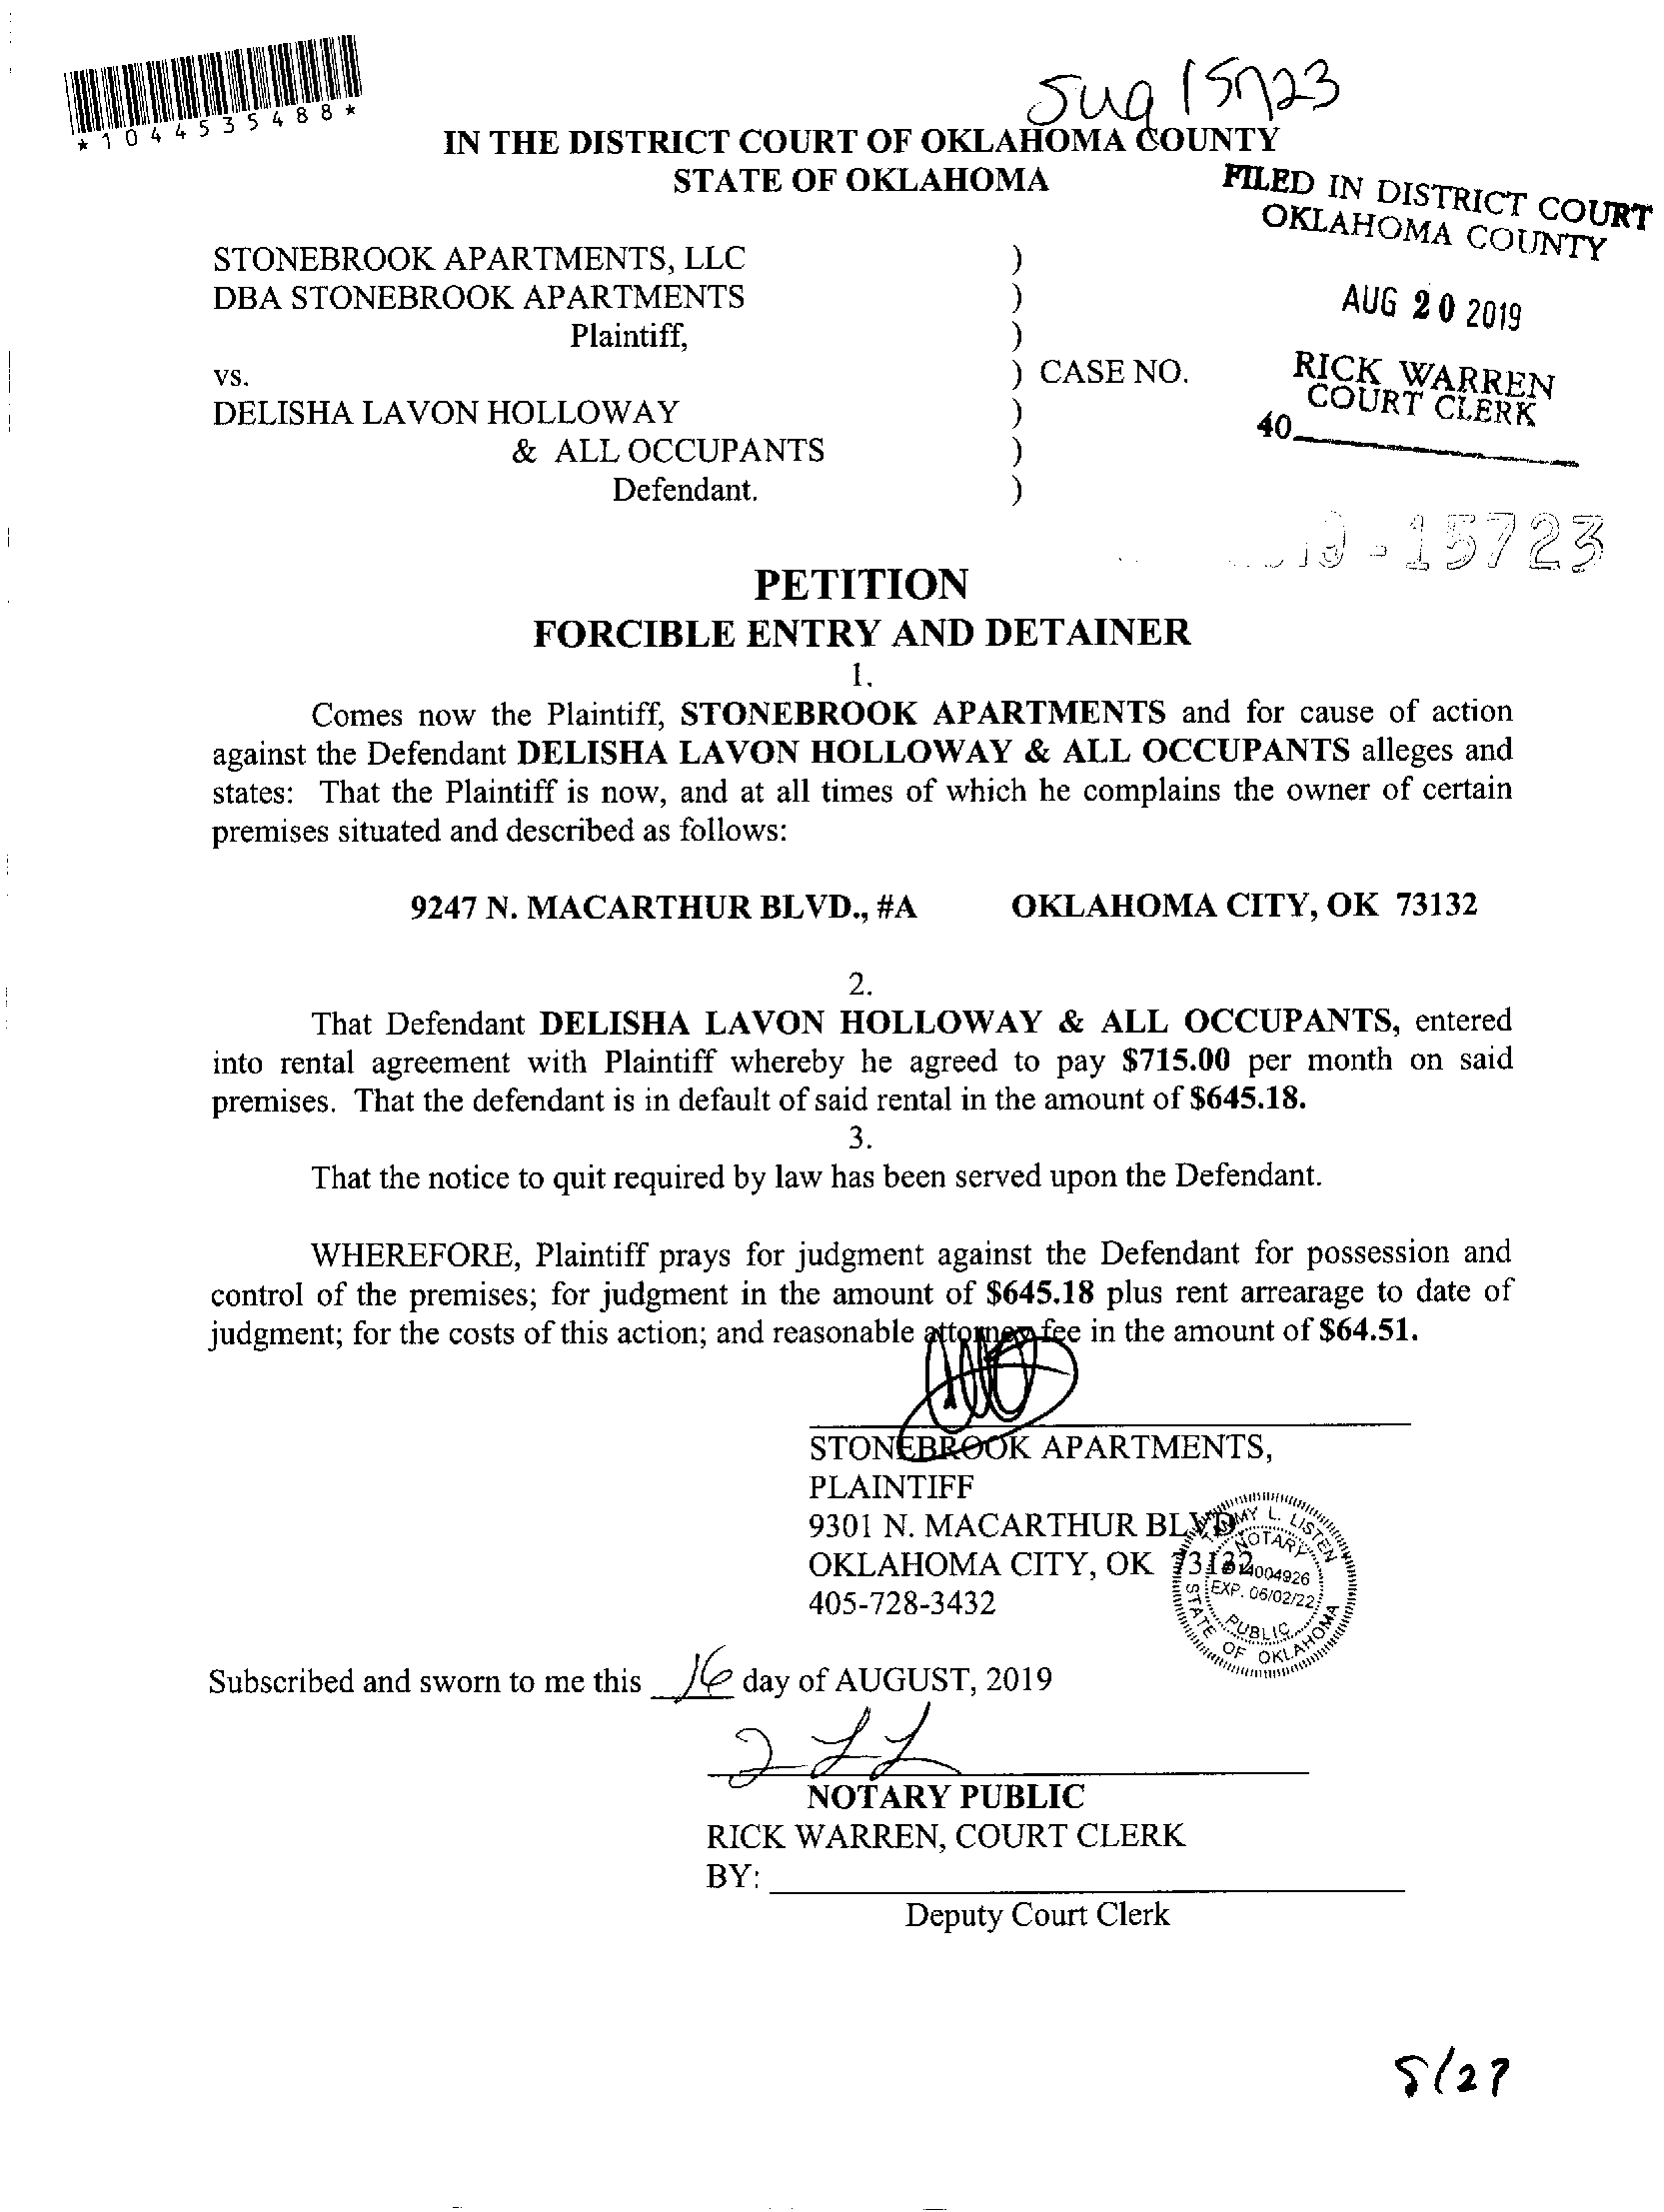 *1044535488*
IN THE DISTRICT COURT OF OKLAHOMA COUNTY
STATE OF OKLAHOMA
FILED IN DISTRICT COURT
OKLAHOMA COUNTY
AUG 20 2019
RICK WARREN
COURT CLERK
40
STONEBROOK APARTMENTS, LLC )
DBA STONEBROOK APARTMENTS )
Plaintiff, )
vs. ) CASE NO.
DELISHA LAVON HOLLOWAY )
& ALL OCCUPANTS )
Defendant. )
19-15723
PETITION
FORCIBLE ENTRY AND DETAINER
1.
Comes now the Plaintiff, STONEBROOK APARTMENTS and for cause of action
against the Defendant DELISHA LAVON HOLLOWAY & ALL OCCUPANTS alleges and
states: That the Plaintiff is now, and at all times of which he complains the owner of certain
premises situated and described as follows:
9247 N. MACARTHUR BLVD., #A OKLAHOMA CITY, OK 73132
2.
That Defendant DELISHA LAVON HOLLOWAY & ALL OCCUPANTS, entered
into rental agreement with Plaintiff whereby he agreed to pay $715.00 per month on said
premises. That the defendant is in default of said rental in the amount of $645.18.
3.
That the notice to quit required by law has been served upon the Defendant.
WHEREFORE, Plaintiff prays for judgment against the Defendant for possession and
control of the premises; for judgment in the amount of $645.18 plus rent arrearage to date of
judgment; for the costs of this action; and reasonable attorney fee in the amount of $64.51.
STONEBROOK APARTMENTS,
PLAINTIFF
9301 N. MACARTHUR BLVD
OKLAHOMA CITY, OK 73132
405-728-3432
TAMMY L. LISTEN
NOTARY
004926
EXP. 06/02/22
PUBLIC
STATE OF OKLAHOMA
Subscribed and sworn to me this 16 day of AUGUST, 2019
NOTARY PUBLIC
RICK WARREN, COURT CLERK
BY:
Deputy Court Clerk
8/27